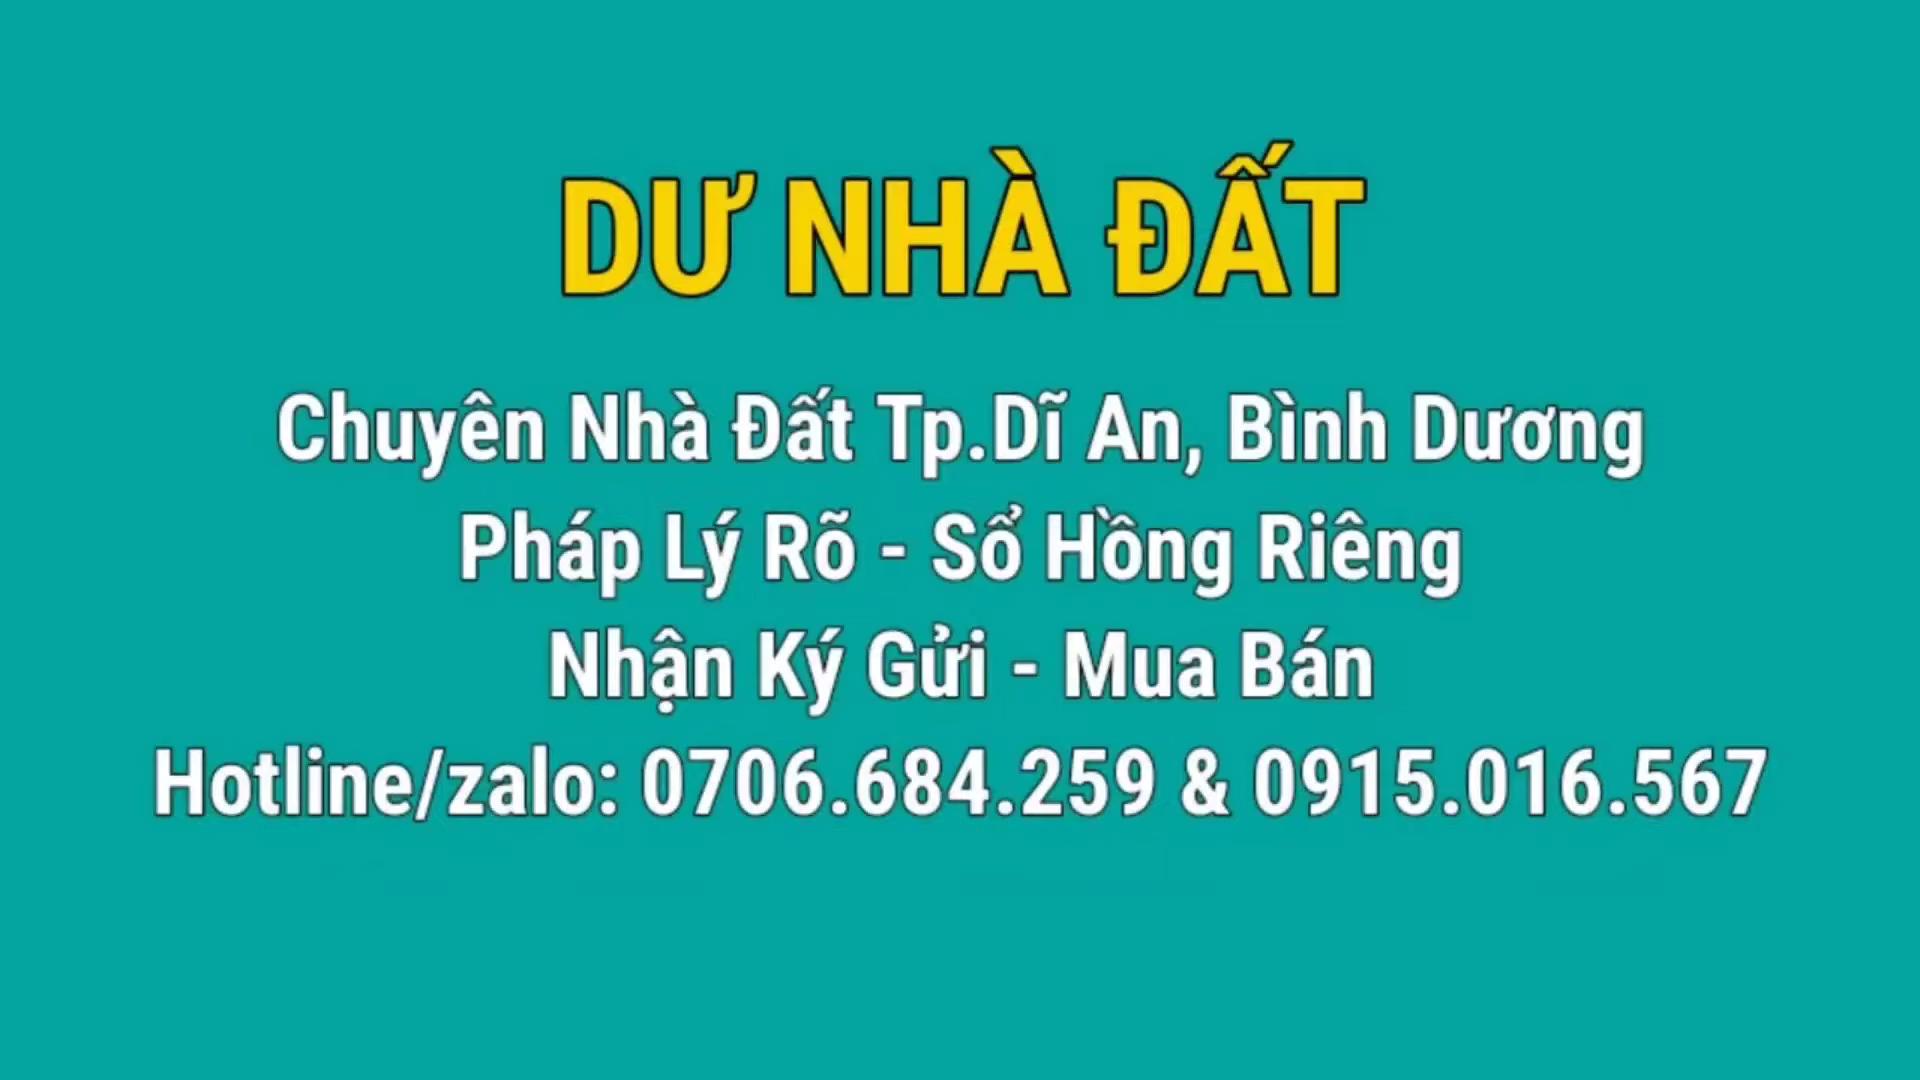 DƯ NHÀ ĐẤT
Chuyên Nhà Đất Tp.Dĩ An, Bình Dương
Pháp Lý Rõ - Sổ Hồng Riêng
Nhận Ký Gửi - Mua Bán
Hotline/zalo: 0706.684.259 & 0915.016.567